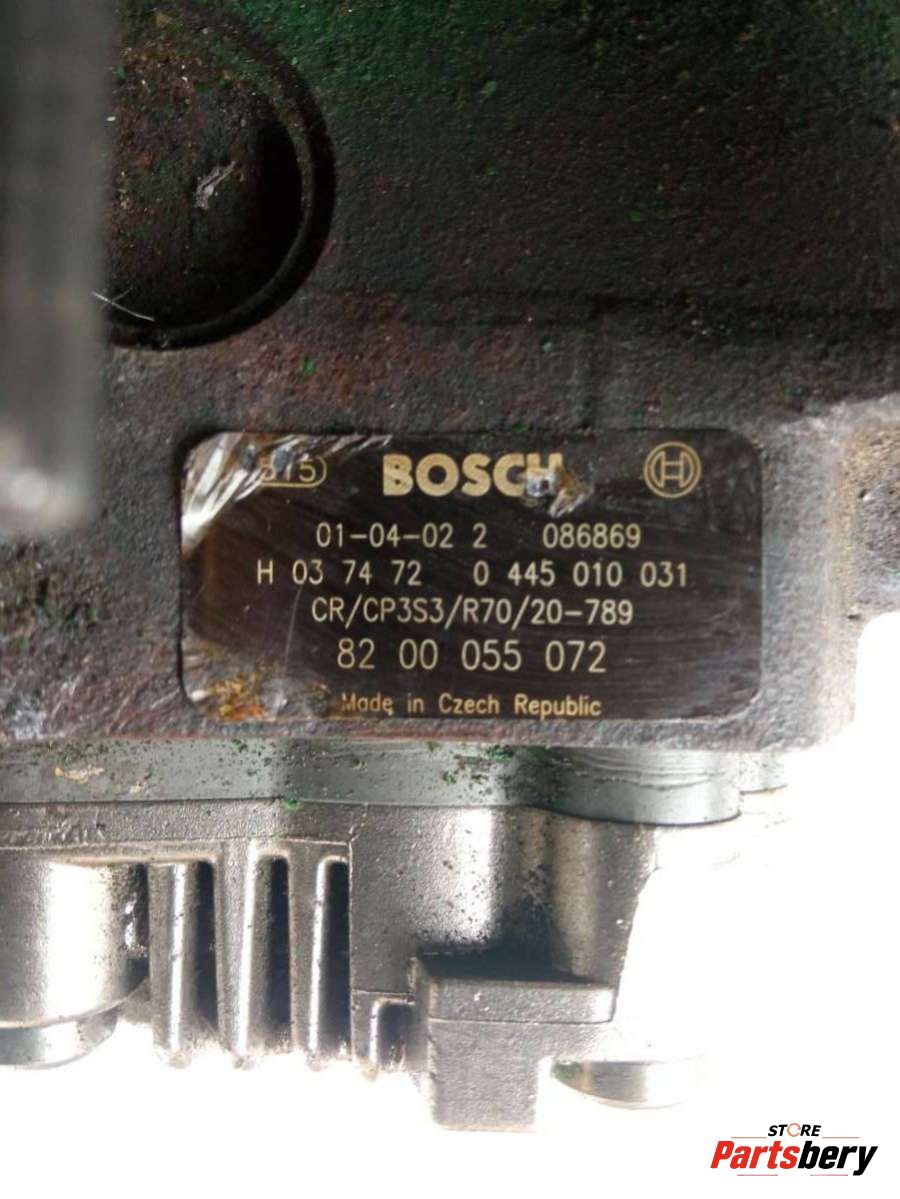 BOSCH
01-04-02 2 086869
H 03 74 72 0 445 010 031
CR/CP3S3/R70/20-789
82 00 055 072
Made in Czech Republic
STORE
Partsbery